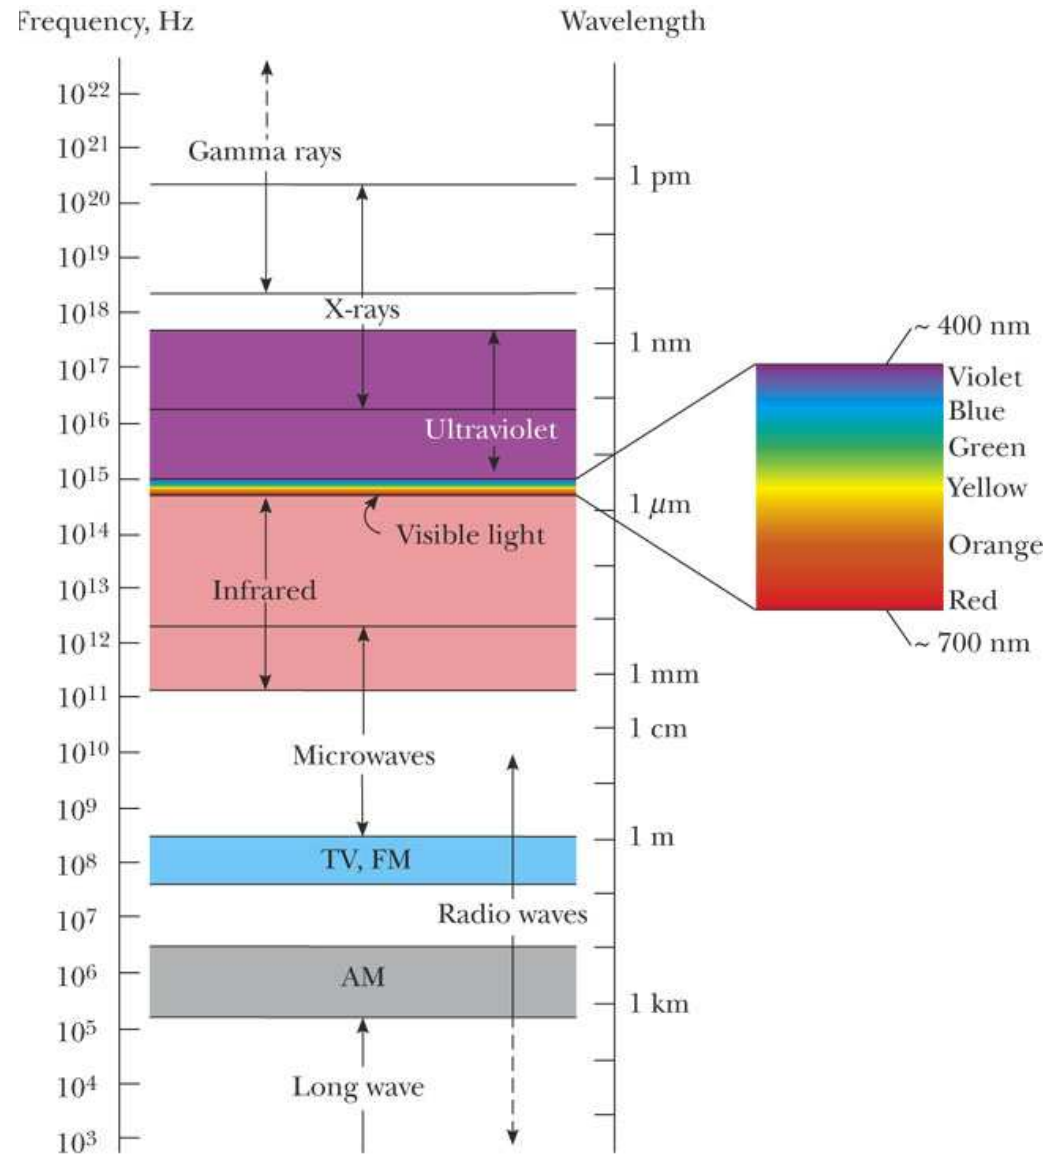 Frequency, Hz
Wavelength
10²²
10²¹
Gamma rays
1 pm
10²⁰
10¹⁹
10¹⁸
X-rays
~ 400 nm
1 nm
10¹⁷
Violet
Blue
10¹⁶
Ultraviolet
Green
10¹⁵
Yellow
1 μm
10¹⁴
Visible light
Orange
10¹³
Infrared
Red
10¹²
~ 700 nm
1 mm
10¹¹
1 cm
10¹⁰
Microwaves
10⁹
1 m
10⁸
TV, FM
10⁷
Radio waves
10⁶
AM
1 km
10⁵
10⁴
Long wave
10³